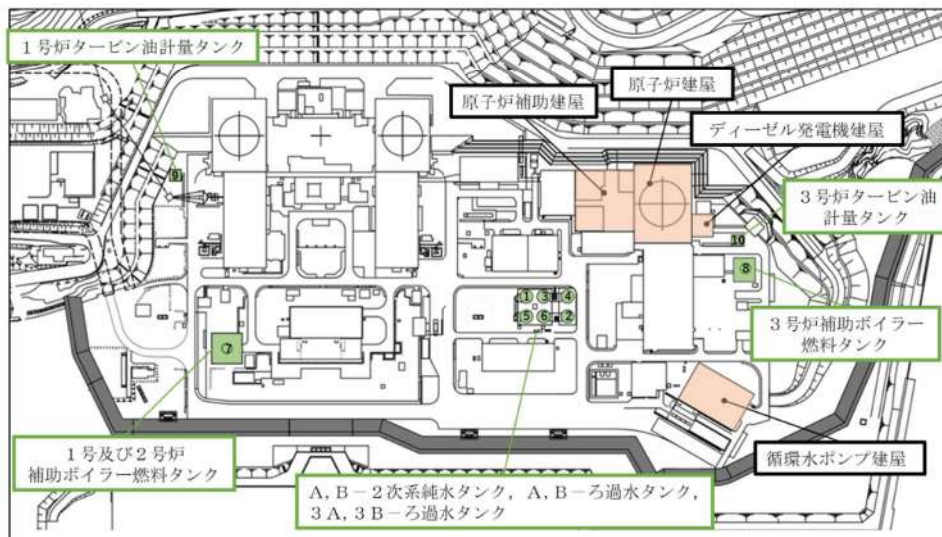 1号炉タービン油計量タンク
原子炉補助建屋
原子炉建屋
ディーゼル発電機建屋
3号炉タービン油
計量タンク
⑨
10
⑧
①③④
⑤⑥②
3号炉補助ボイラー
燃料タンク
⑦
1号及び2号炉
補助ボイラー燃料タンク
A,B-2次系純水タンク,A,B-ろ過水タンク,
3A,3B-ろ過水タンク
循環水ポンプ建屋